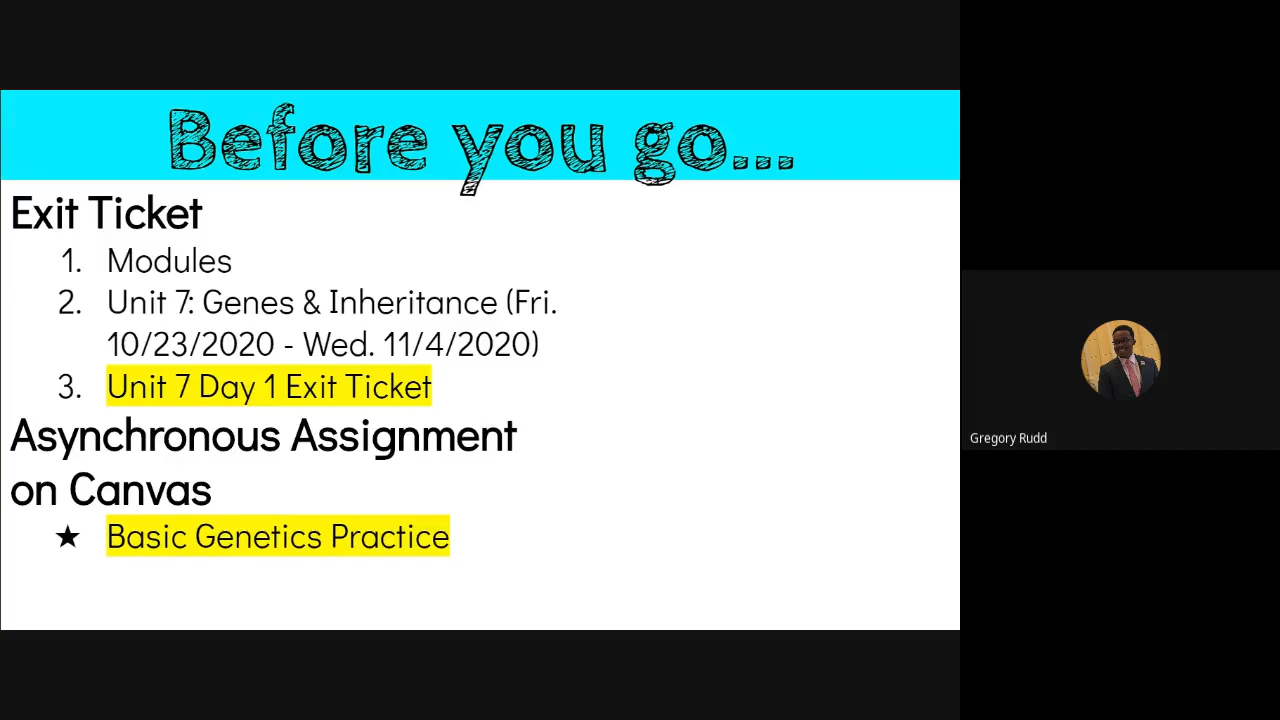 Before you go...
Exit Ticket
1. Modules
2. Unit 7: Genes & Inheritance (Fri.
10/23/2020 - Wed. 11/4/2020)
3. Unit 7 Day 1 Exit Ticket
Asynchronous Assignment
on Canvas
★ Basic Genetics Practice
Gregory Rudd